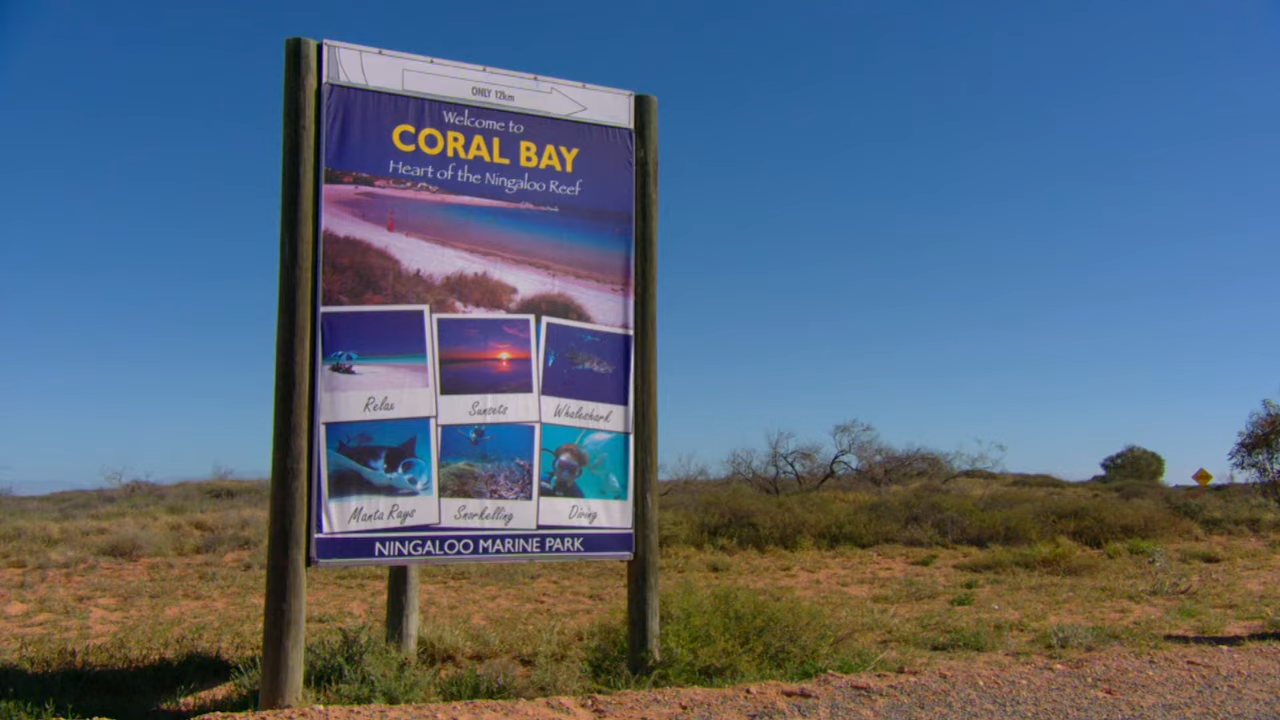 ONLY 12km
Welcome to
CORAL BAY
Heart of the Ningaloo Reef
Relax
Sunsets
Whaleshark
Manta Rays
Snorkelling
Diving
NINGALOO MARINE PARK